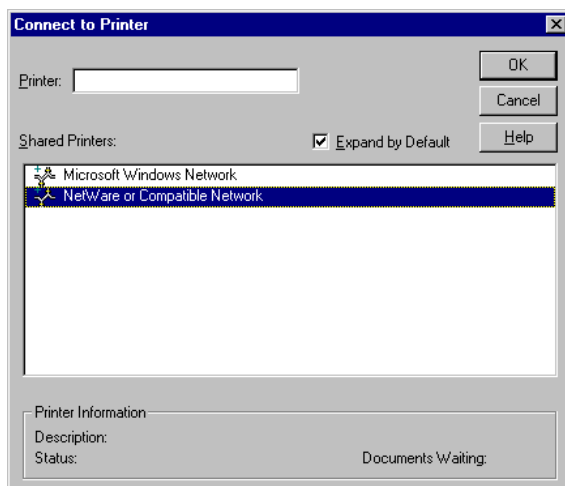 Connect to Printer
Printer:
OK
Cancel
Help
Shared Printers:
Expand by Default
Microsoft Windows Network
NetWare or Compatible Network
Printer Information
Description:
Status:
Documents Waiting: